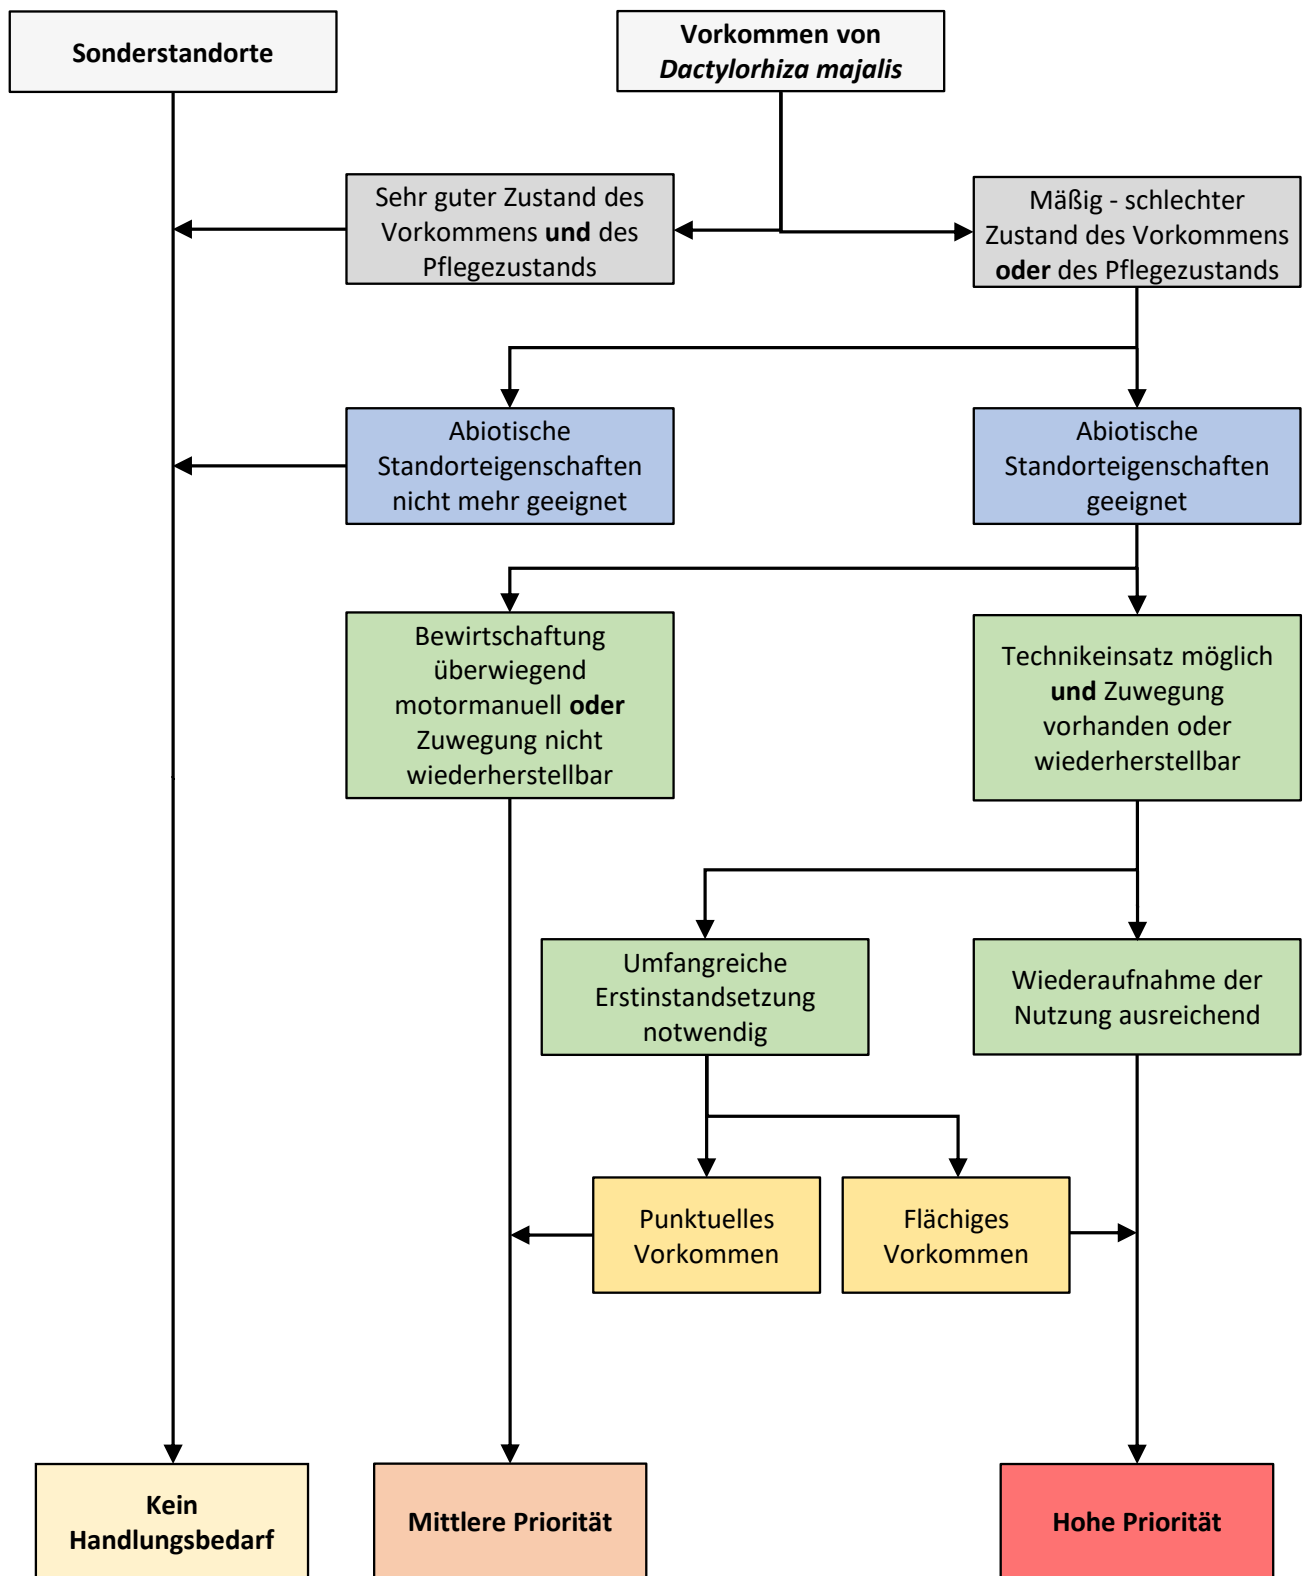 Sonderstandorte
Vorkommen von
Dactylorhiza majalis
Sehr guter Zustand des
Vorkommens und des
Pflegezustands
Mäßig - schlechter
Zustand des Vorkommens
oder des Pflegezustands
Abiotische
Standorteigenschaften
nicht mehr geeignet
Abiotische
Standorteigenschaften
geeignet
Bewirtschaftung
überwiegend
motormanuell oder
Zuwegung nicht
wiederherstellbar
Technikeinsatz möglich
und Zuwegung
vorhanden oder
wiederherstellbar
Umfangreiche
Erstinstandsetzung
notwendig
Wiederaufnahme der
Nutzung ausreichend
Punktuelles
Vorkommen
Flächiges
Vorkommen
Kein
Handlungsbedarf
Mittlere Priorität
Hohe Priorität